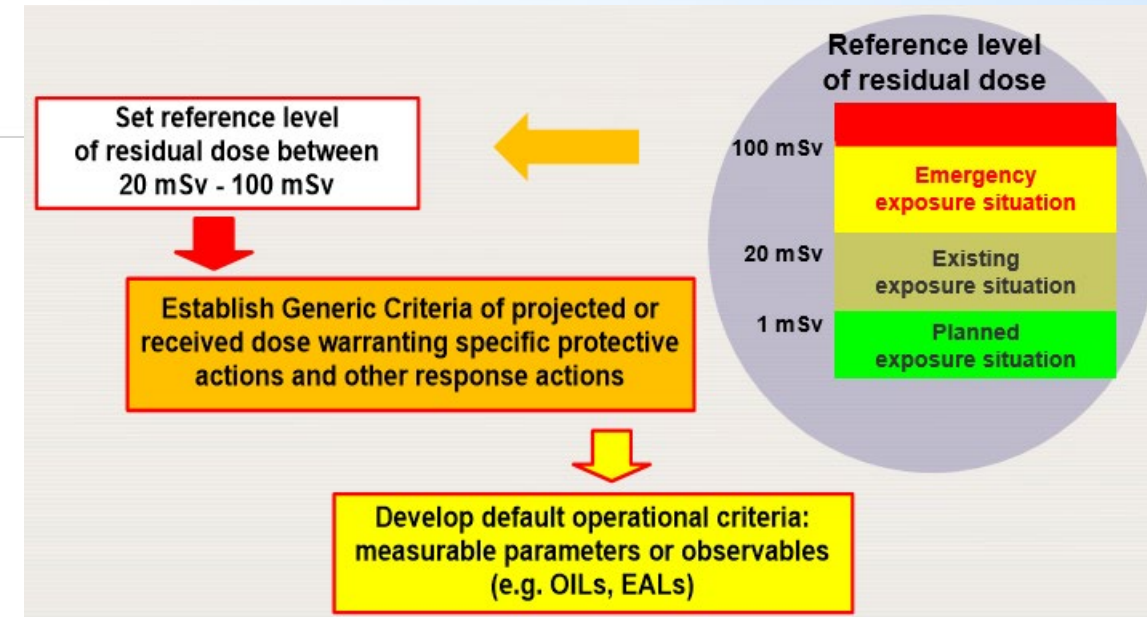 Reference level
of residual dose
Set reference level
of residual dose between
20 mSv - 100 mSv
100 mSv
Emergency
exposure situation
20 mSv
Existing
exposure situation
1 mSv
Planned
exposure situation
Establish Generic Criteria of projected or
received dose warranting specific protective
actions and other response actions
Develop default operational criteria:
measurable parameters or observables
(e.g. OILs, EALs)